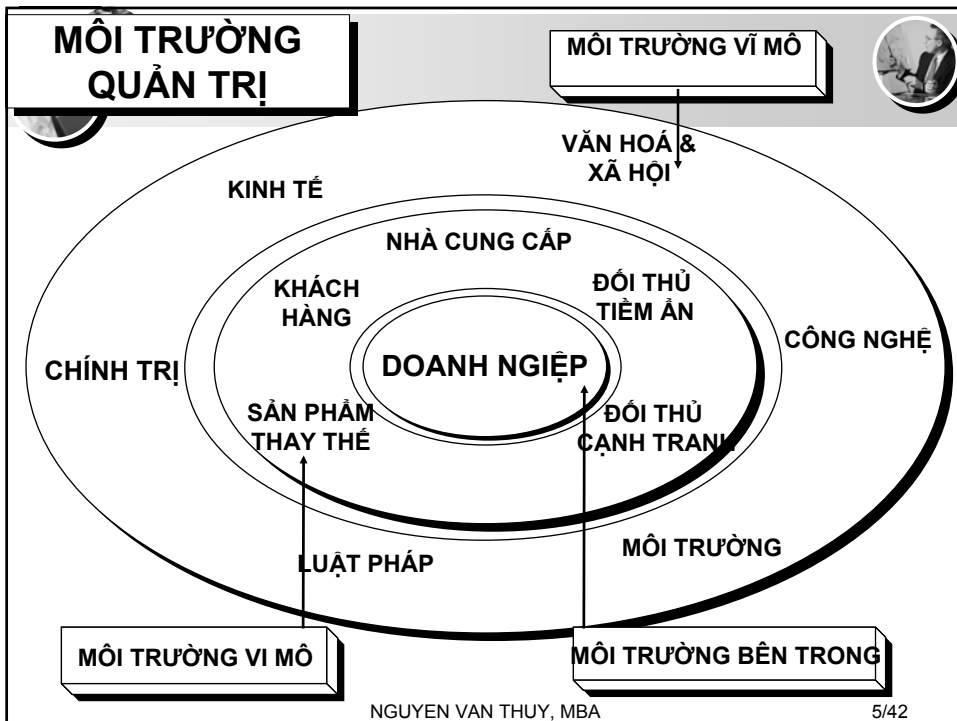 MÔI TRƯỜNG
QUẢN TRỊ
MÔI TRƯỜNG VĨ MÔ
VĂN HOÁ &
XÃ HỘI
KINH TẾ
NHÀ CUNG CẤP
KHÁCH
HÀNG
ĐỐI THỦ
TIỀM ẨN
CÔNG NGHỆ
CHÍNH TRỊ
DOANH NGIỆP
SẢN PHẨM
THAY THẾ
ĐỐI THỦ
CẠNH TRANH
MÔI TRƯỜNG
LUẬT PHÁP
MÔI TRƯỜNG VI MÔ
MÔI TRƯỜNG BÊN TRONG
NGUYEN VAN THUY, MBA
5/42